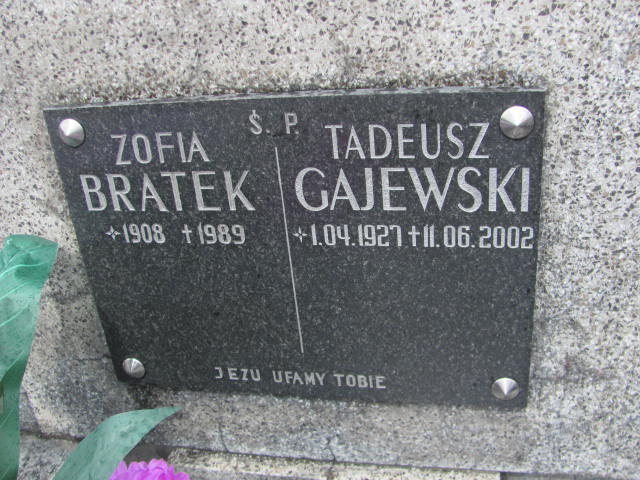 Ś. P.
ZOFIA
BRATEK
✢1908 †1989
TADEUSZ
GAJEWSKI
✢1.04.1927 †11.06.2002
JEZU UFAMY TOBIE